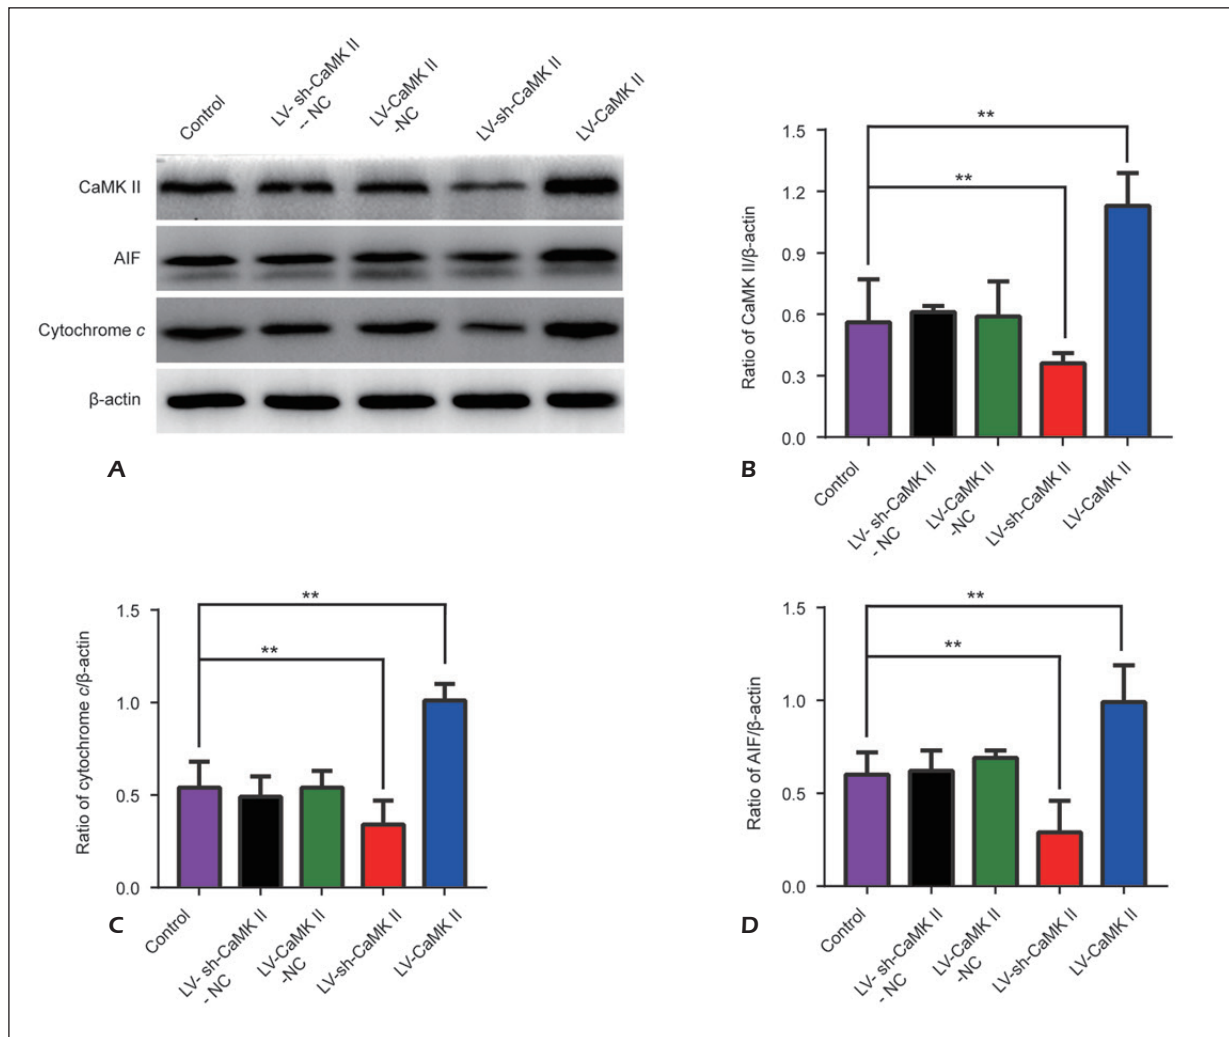 Control
LV- sh-CaMK II
-- NC
LV-CaMK II
-NC
LV-sh-CaMK II
LV-CaMK II
CaMK II
AIF
Cytochrome c
β-actin
A
Ratio of CaMK II/β-actin
1.5
1.2
0.9
0.6
0.3
0.0
**
**
Control
LV- sh-CaMK II
- NC
LV-CaMK II
-NC
LV-sh-CaMK II
LV-CaMK II
B
Ratio of cytochrome c/β-actin
1.5
1.0
0.5
0.0
**
**
Control
LV- sh-CaMK II
- NC
LV-CaMK II
-NC
LV-sh-CaMK II
LV-CaMK II
C
Ratio of AIF/β-actin
1.5
1.0
0.5
0.0
**
**
Control
LV- sh-CaMK II
- NC
LV-CaMK II
-NC
LV-sh-CaMK II
LV-CaMK II
D